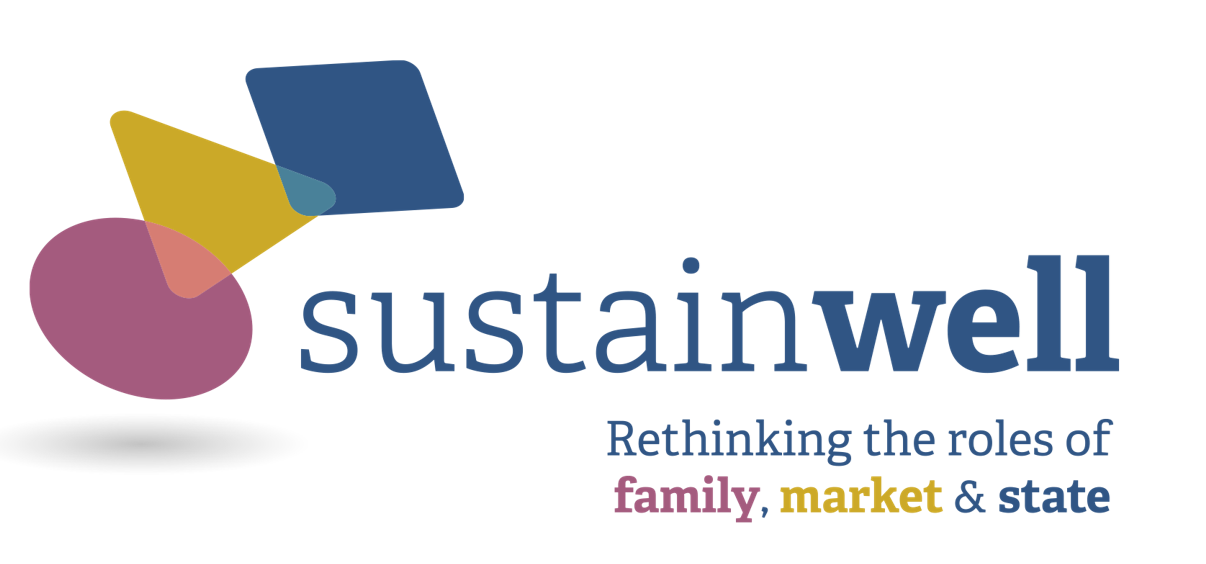 sustainwell
Rethinking the roles of
family, market & state